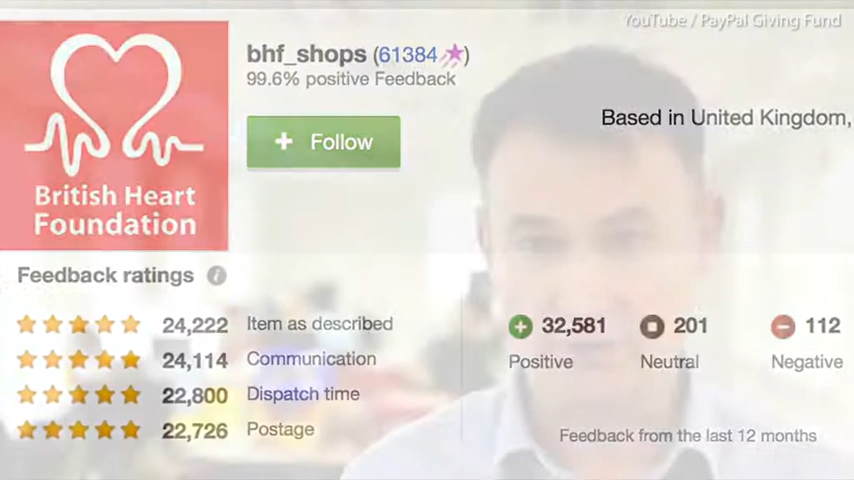 YouTube / PayPal Giving Fund
bhf_shops (61384)
99.6% positive Feedback
Based in United Kingdom,
+ Follow
British Heart
Foundation
Feedback ratings i
24,222 Item as described
24,114 Communication
22,800 Dispatch time
22,726 Postage
32,581 201 112
Positive Neutral Negative
Feedback from the last 12 months